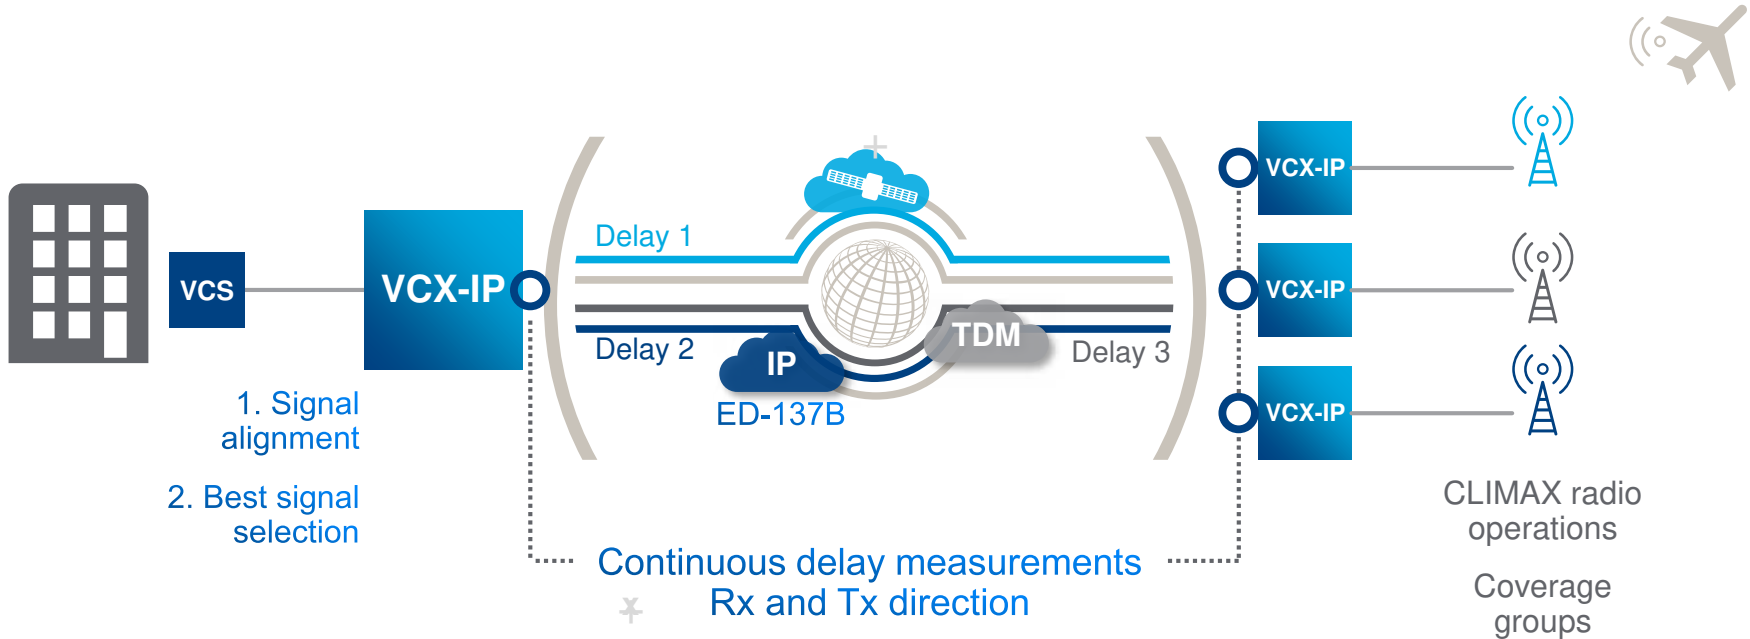 VCS
VCX-IP
1. Signal
alignment
2. Best signal
selection
Delay 1
Delay 2
IP
ED-137B
TDM
Delay 3
Continuous delay measurements
Rx and Tx direction
VCX-IP
VCX-IP
VCX-IP
CLIMAX radio
operations
Coverage
groups